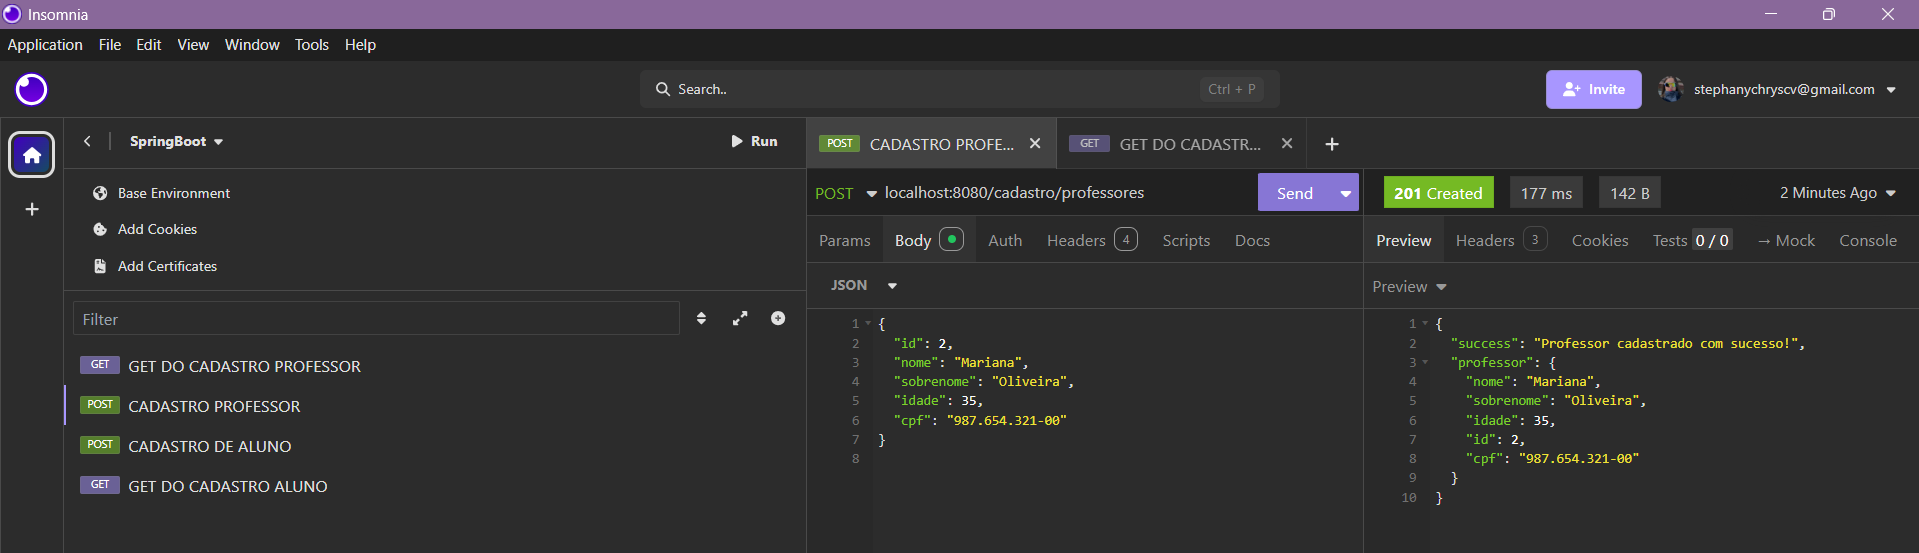 Insomnia
Application File Edit View Window Tools Help
Search.. Ctrl + P
Invite
stephanychryscv@gmail.com
SpringBoot
Run
Base Environment
Add Cookies
Add Certificates
Filter
GET GET DO CADASTRO PROFESSOR
POST CADASTRO PROFESSOR
POST CADASTRO DE ALUNO
GET GET DO CADASTRO ALUNO
POST CADASTRO PROFE...
GET GET DO CADASTR...
POST localhost:8080/cadastro/professores Send
Params Body Auth Headers 4 Scripts Docs
JSON
1 {
2 "id": 2,
3 "nome": "Mariana",
4 "sobrenome": "Oliveira",
5 "idade": 35,
6 "cpf": "987.654.321-00"
7 }
8
201 Created 177 ms 142 B 2 Minutes Ago
Preview Headers 3 Cookies Tests 0 / 0 → Mock Console
Preview
1 {
2 "success": "Professor cadastrado com sucesso!",
3 "professor": {
4 "nome": "Mariana",
5 "sobrenome": "Oliveira",
6 "idade": 35,
7 "id": 2,
8 "cpf": "987.654.321-00"
9 }
10 }